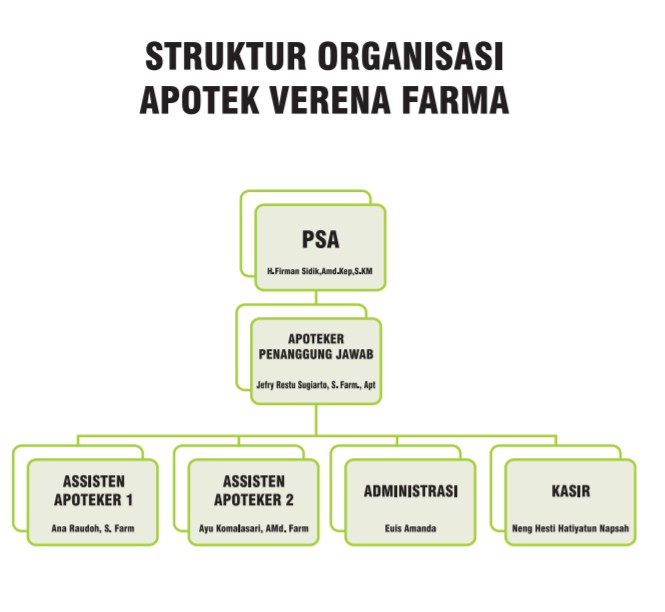 STRUKTUR ORGANISASI
APOTEK VERENA FARMA
PSA
H.Firman Sidik,Amd.Kep,S.KM
APOTEKER
PENANGGUNG JAWAB
Jefry Restu Sugiarto, S. Farm., Apt
ASSISTEN
APOTEKER 1
Ana Raudoh, S. Farm
ASSISTEN
APOTEKER 2
Ayu Komalasari, AMd. Farm
ADMINISTRASI
Euis Amanda
KASIR
Neng Hesti Hatiyatun Napsah